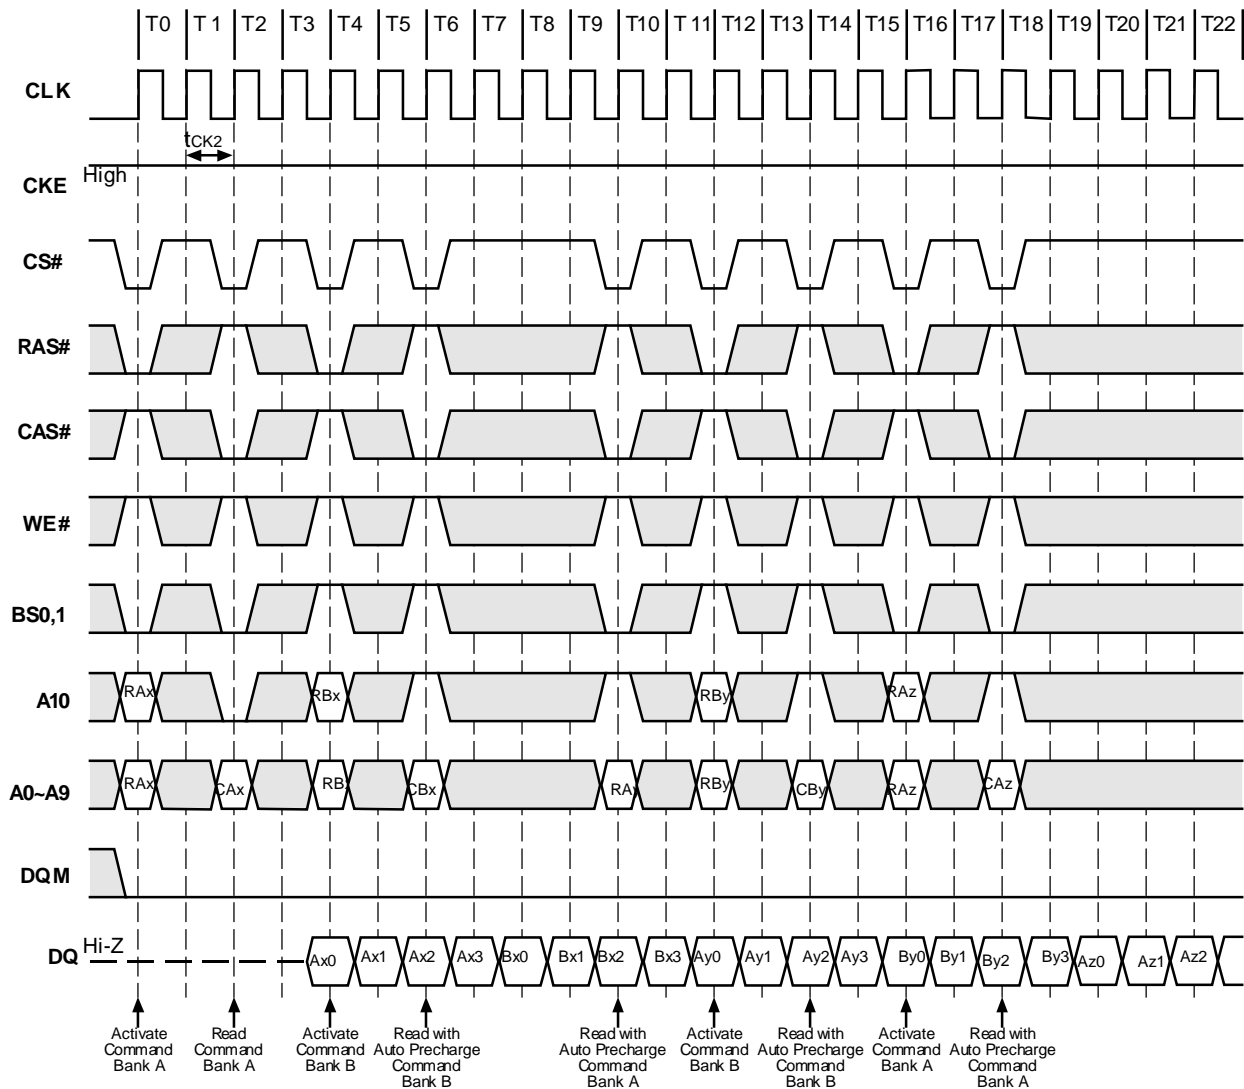 T0 T 1 T2 T3 T4 T5 T6 T7 T8 T9 T10 T 11 T12 T13 T14 T15 T16 T17 T18 T19 T20 T21 T22
CLK
tCK2
High
CKE
CS#
RAS#
CAS#
WE#
BS0,1
A10 RAx RBx RBy RAz
A0~A9 RAx CAx RB CBx RA RBy CBy RAz CAz
DQM
Hi-Z
DQ Ax0 Ax1 Ax2 Ax3 Bx0 Bx1 Bx2 Bx3 Ay0 Ay1 Ay2 Ay3 By0 By1 By2 By3 Az0 Az1 Az2
Activate
Command
Bank A
Read
Command
Bank A
Activate
Command
Bank B
Read with
Auto Precharge
Command
Bank B
Read with
Auto Precharge
Command
Bank A
Activate
Command
Bank B
Read with
Auto Precharge
Command
Bank B
Activate
Command
Bank A
Read with
Auto Precharge
Command
Bank A